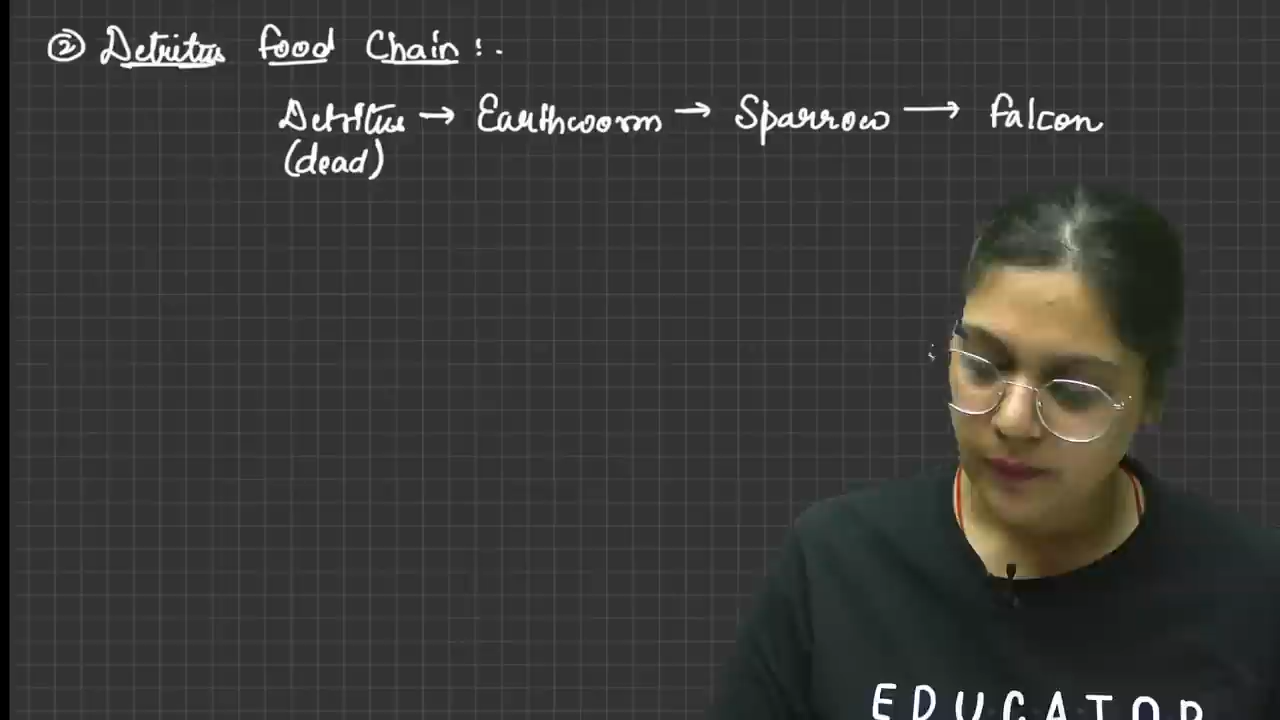 ② Detritus food Chain :-
Detritus → Earthworm → Sparrow → falcon
(dead)
EDUCATOR